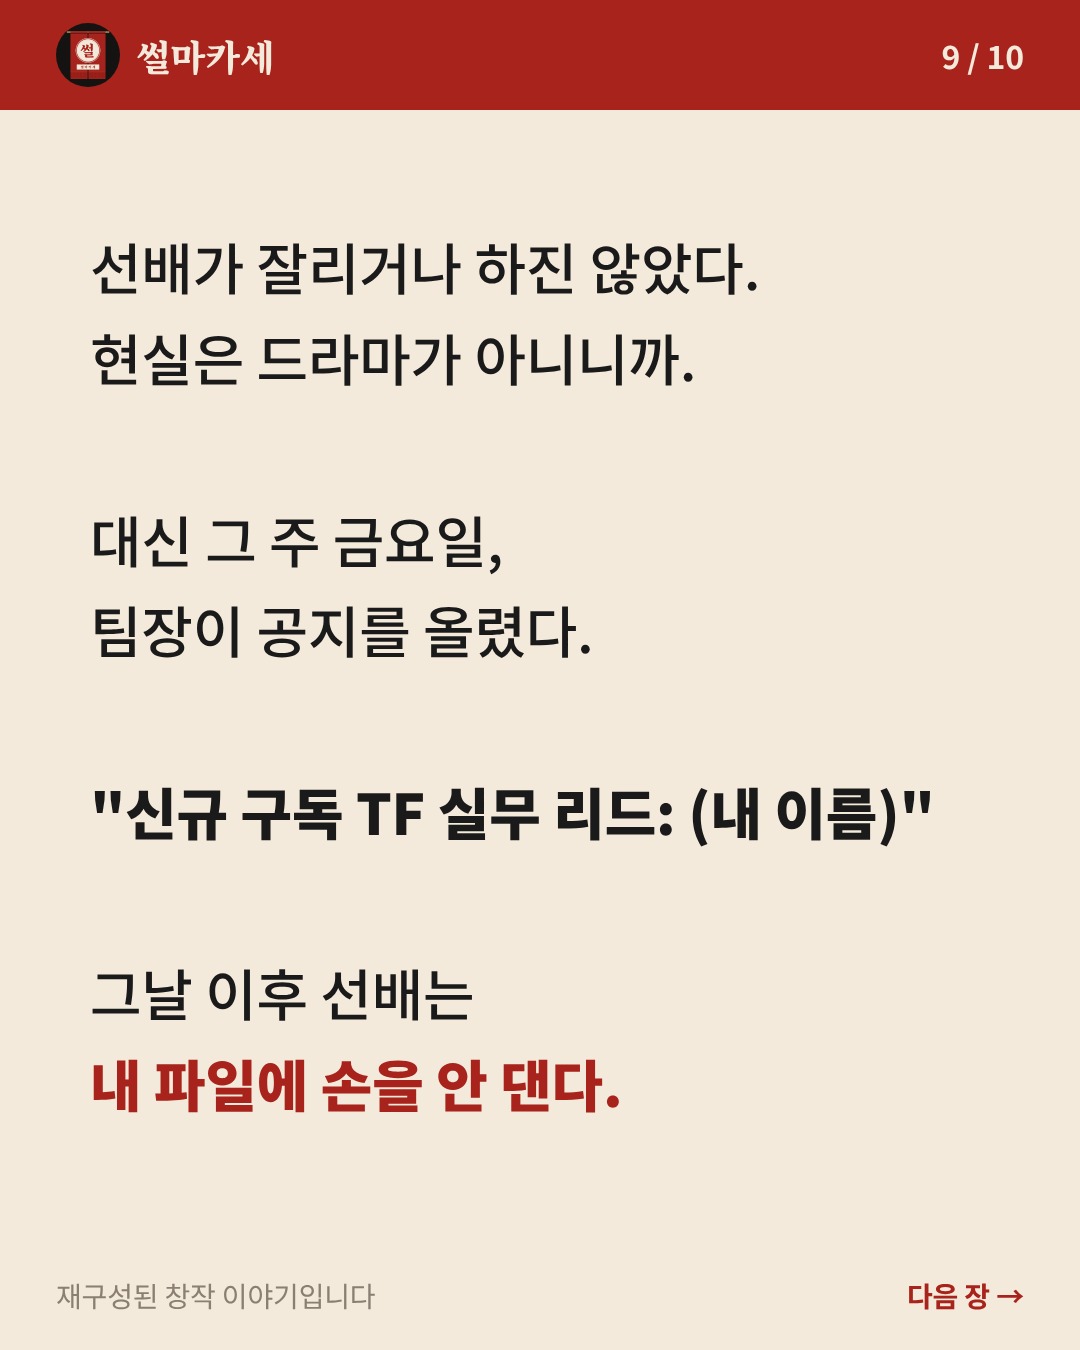 썰
썰마카세
9 / 10
선배가 잘리거나 하진 않았다.
현실은 드라마가 아니니까.
대신 그 주 금요일,
팀장이 공지를 올렸다.
"신규 구독 TF 실무 리드: (내 이름)"
그날 이후 선배는
내 파일에 손을 안 댄다.
재구성된 창작 이야기입니다
다음 장 →